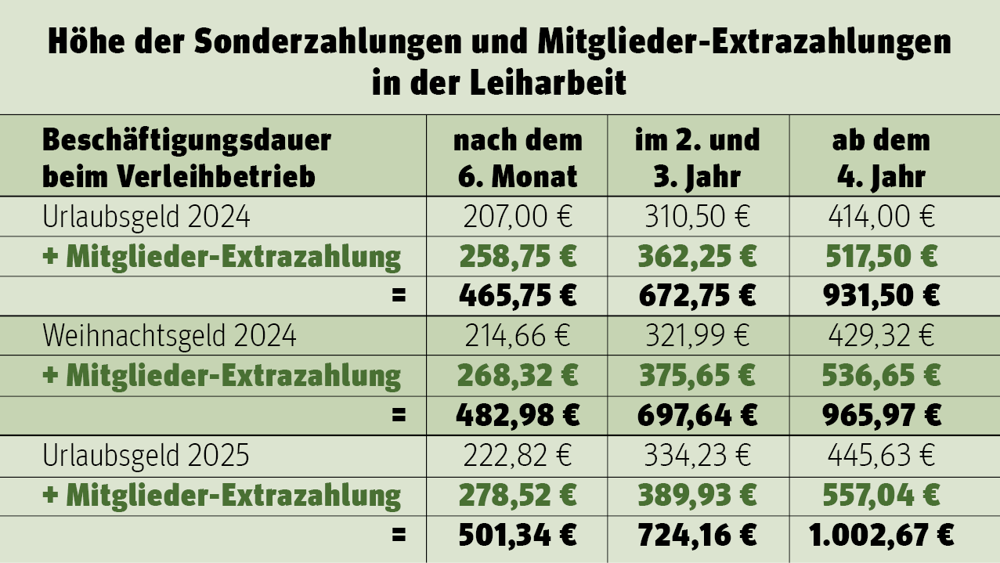 Höhe der Sonderzahlungen und Mitglieder-Extrazahlungen
in der Leiharbeit
Beschäftigungsdauer nach dem im 2. und ab dem
beim Verleihbetrieb 6. Monat 3. Jahr 4. Jahr
Urlaubsgeld 2024 207,00 € 310,50 € 414,00 €
+ Mitglieder-Extrazahlung 258,75 € 362,25 € 517,50 €
= 465,75 € 672,75 € 931,50 €
Weihnachtsgeld 2024 214,66 € 321,99 € 429,32 €
+ Mitglieder-Extrazahlung 268,32 € 375,65 € 536,65 €
= 482,98 € 697,64 € 965,97 €
Urlaubsgeld 2025 222,82 € 334,23 € 445,63 €
+ Mitglieder-Extrazahlung 278,52 € 389,93 € 557,04 €
= 501,34 € 724,16 € 1.002,67 €